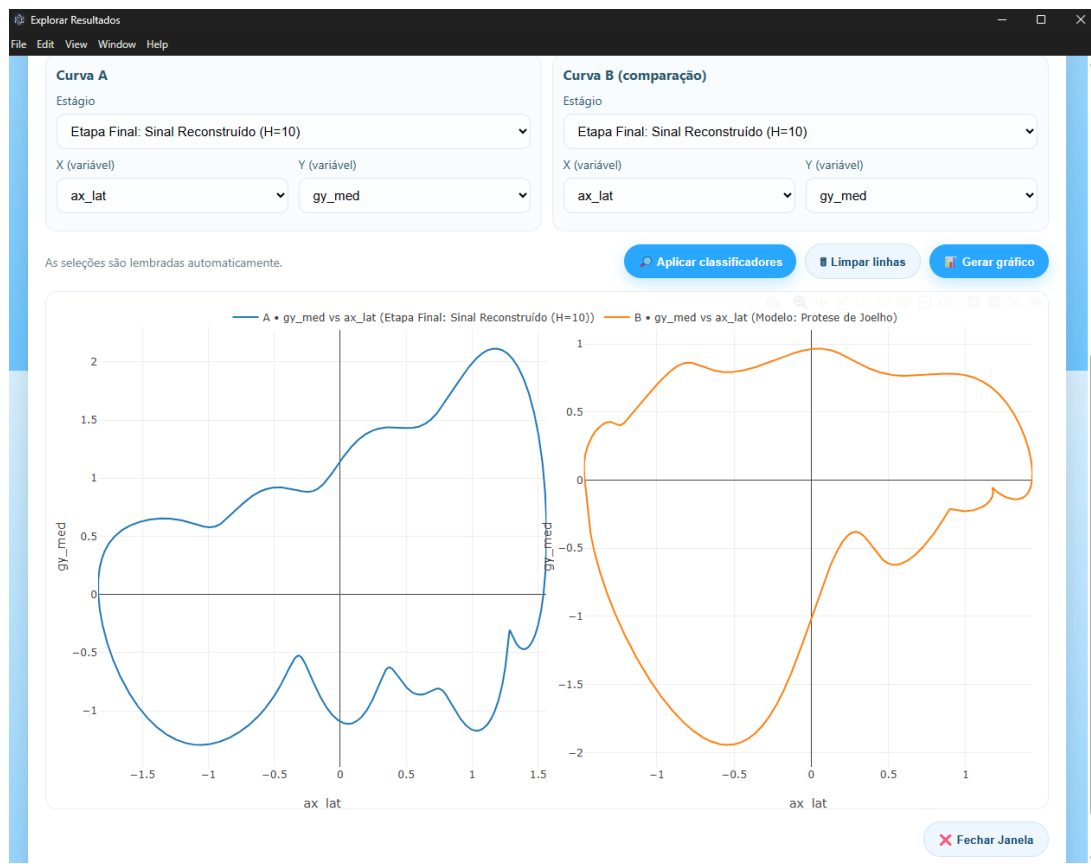 Explorar Resultados
File Edit View Window Help
Curva A
Estágio
Etapa Final: Sinal Reconstruído (H=10)
X (variável) Y (variável)
ax_lat gy_med
Curva B (comparação)
Estágio
Etapa Final: Sinal Reconstruído (H=10)
X (variável) Y (variável)
ax_lat gy_med
As seleções são lembradas automaticamente.
Aplicar classificadores
Limpar linhas
Gerar gráfico
A • gy_med vs ax_lat (Etapa Final: Sinal Reconstruído (H=10))
B • gy_med vs ax_lat (Modelo: Protese de Joelho)
2
1.5
1
0.5
0
−0.5
−1
gy_med
−1.5 −1 −0.5 0 0.5 1 1.5
ax_lat
1
0.5
0
−0.5
−1
−1.5
−2
gy_med
−1 −0.5 0 0.5 1
ax_lat
Fechar Janela